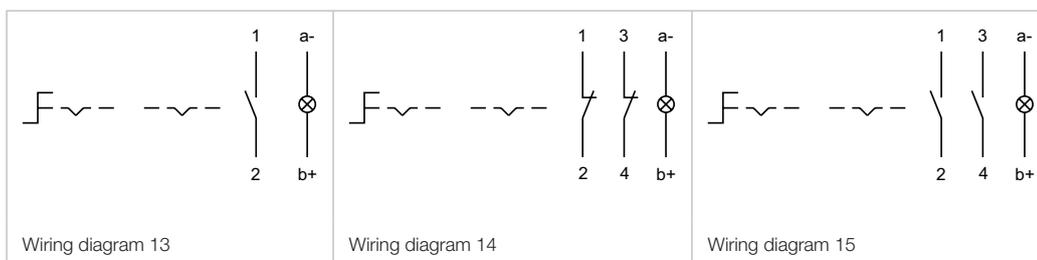 1 a-
2 b+
Wiring diagram 13
1 3 a-
2 4 b+
Wiring diagram 14
1 3 a-
2 4 b+
Wiring diagram 15